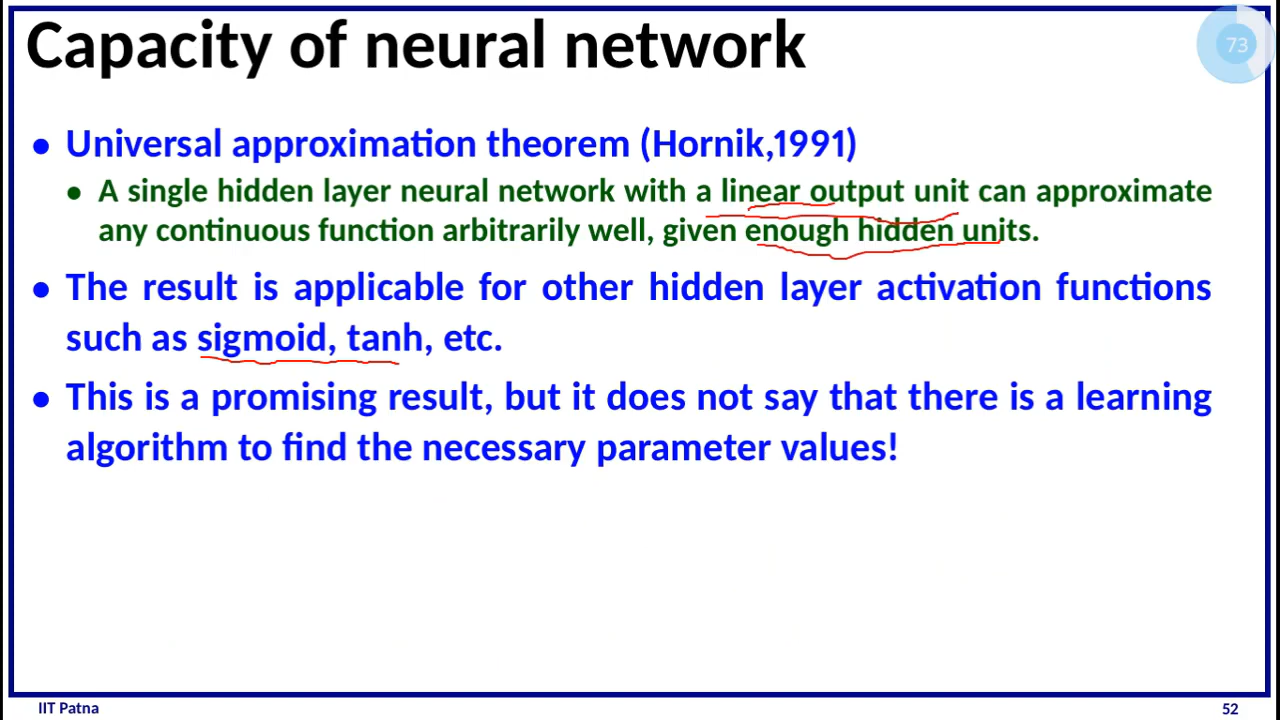 Capacity of neural network
73
• Universal approximation theorem (Hornik,1991)
• A single hidden layer neural network with a linear output unit can approximate
any continuous function arbitrarily well, given enough hidden units.
• The result is applicable for other hidden layer activation functions
such as sigmoid, tanh, etc.
• This is a promising result, but it does not say that there is a learning
algorithm to find the necessary parameter values!
IIT Patna
52